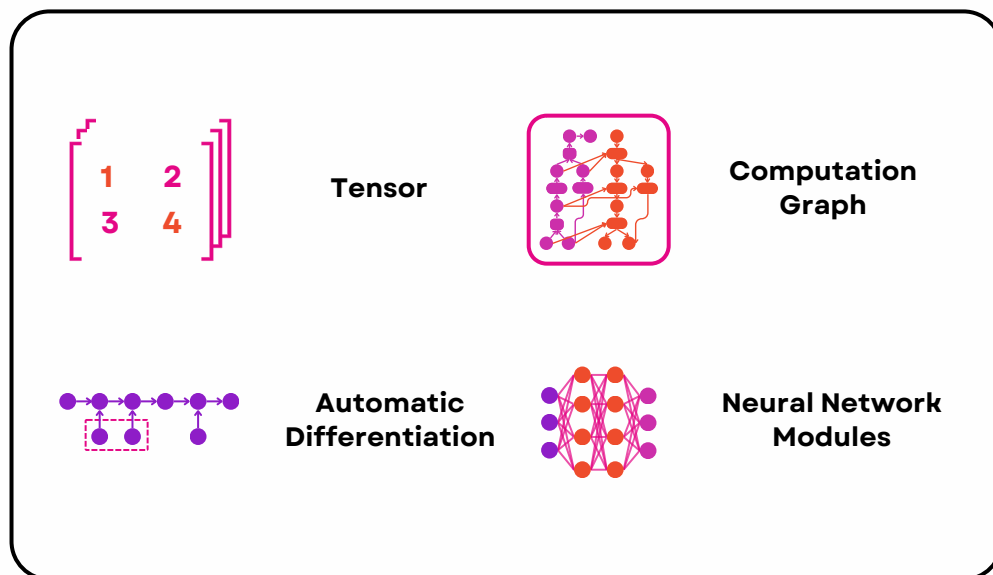 1 2
3 4
Tensor
Computation
Graph
Automatic
Differentiation
Neural Network
Modules